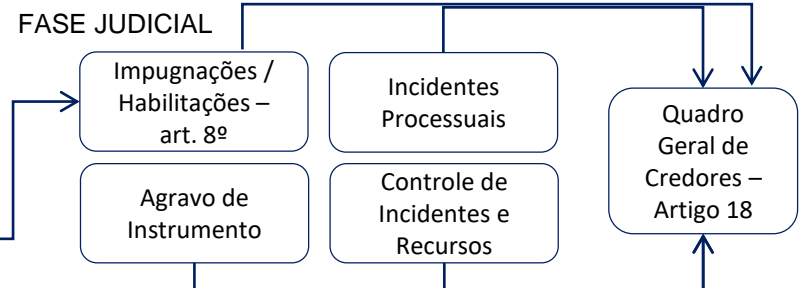 FASE JUDICIAL
Impugnações /
Habilitações –
art. 8º
Incidentes
Processuais
Quadro
Geral de
Credores –
Artigo 18
Agravo de
Instrumento
Controle de
Incidentes e
Recursos